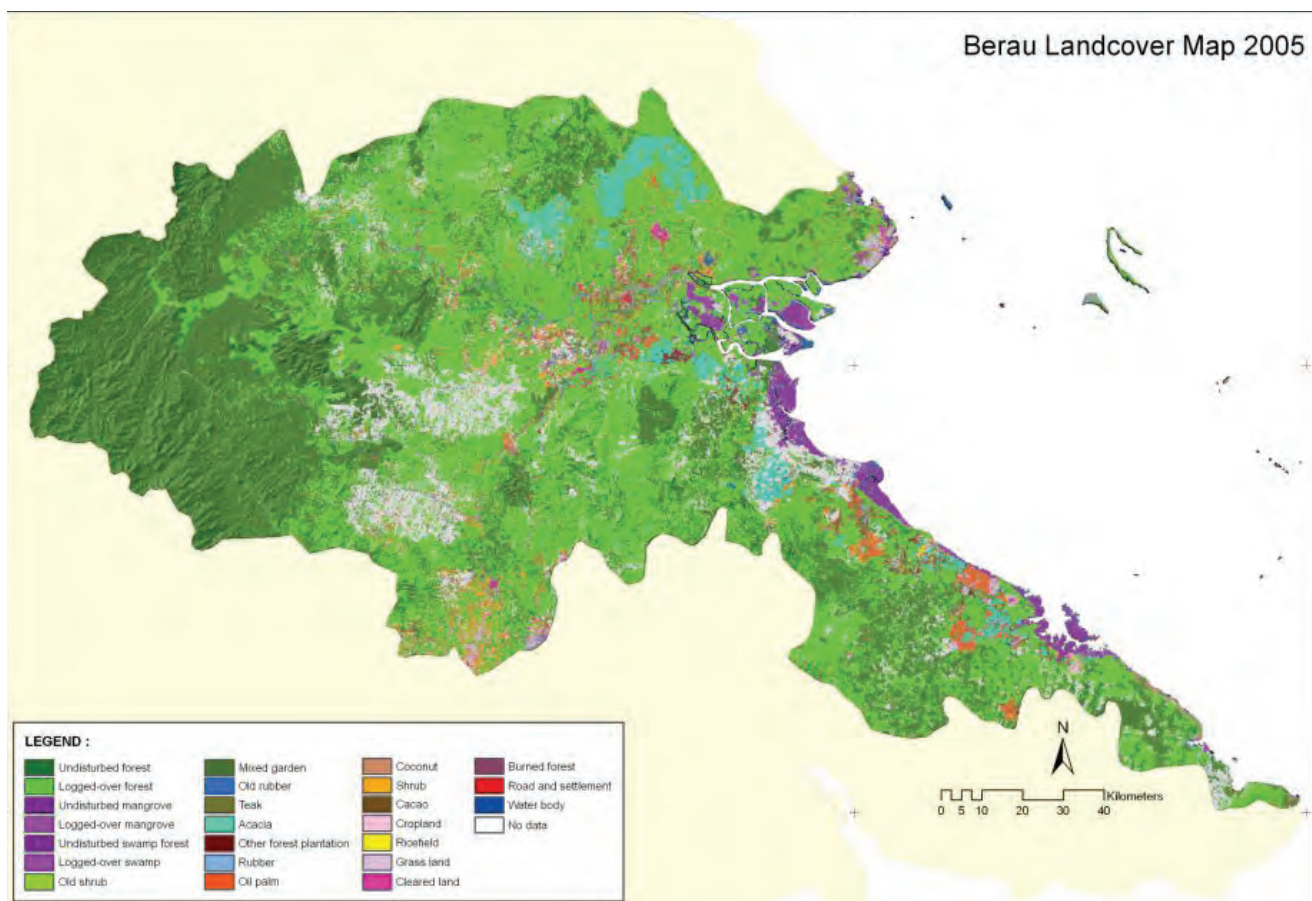 Berau Landcover Map 2005
N
0 5 10 20 30 40
Kilometers
LEGEND :
Undisturbed forest
Logged-over forest
Undisturbed mangrove
Logged-over mangrove
Undisturbed swamp forest
Logged-over swamp
Old shrub
Mixed garden
Old rubber
Teak
Acacia
Other forest plantation
Rubber
Oil palm
Coconut
Shrub
Cacao
Cropland
Ricefield
Grass land
Cleared land
Burned forest
Road and settlement
Water body
No data